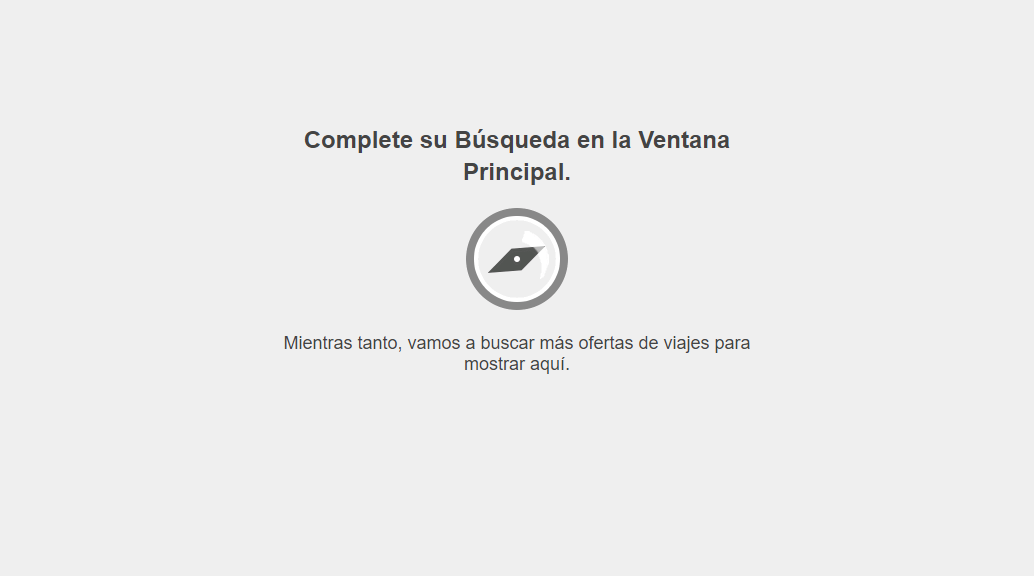 Complete su Búsqueda en la Ventana
Principal.
Mientras tanto, vamos a buscar más ofertas de viajes para
mostrar aquí.